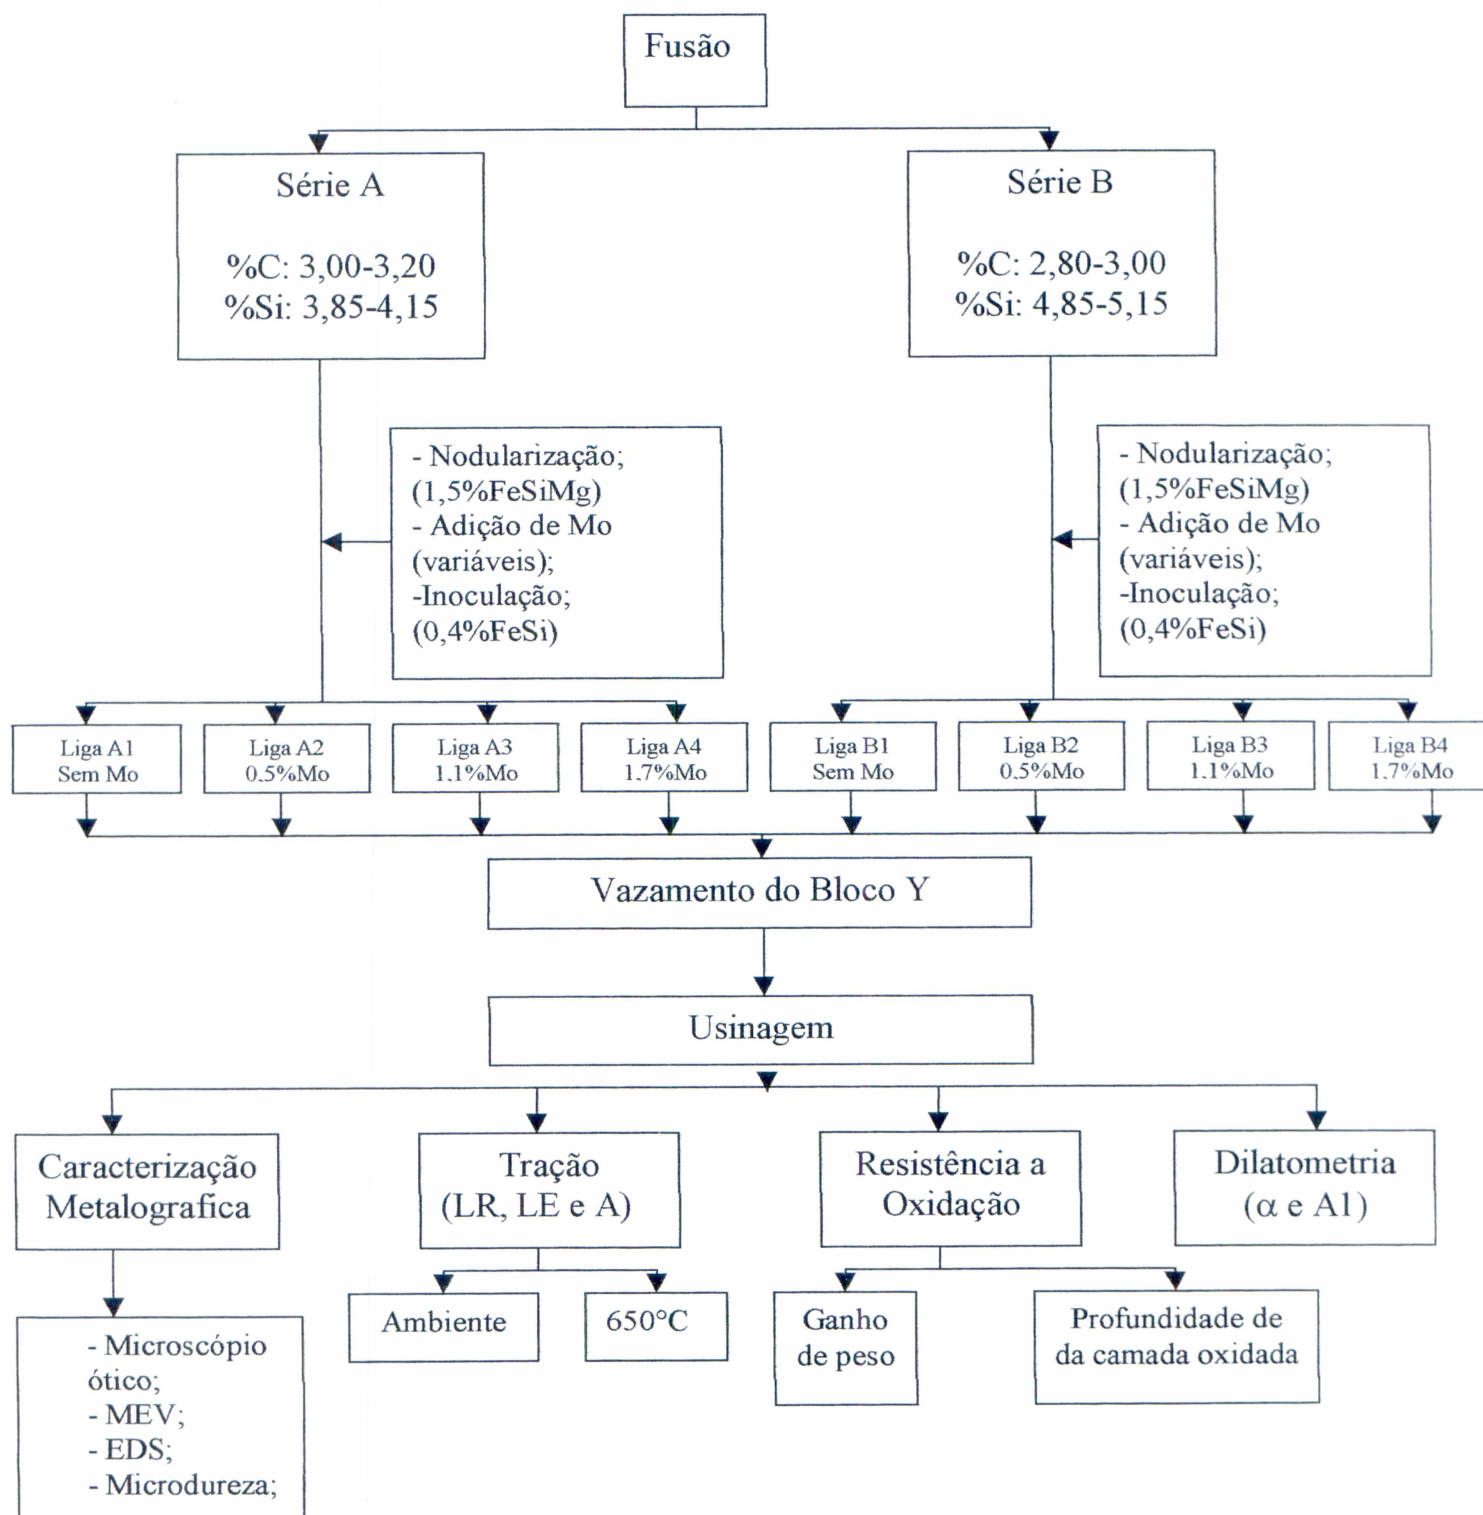 Fusão
Série A
%C: 3,00-3,20
%Si: 3,85-4,15
Série B
%C: 2,80-3,00
%Si: 4,85-5,15
- Nodularização;
(1,5%FeSiMg)
- Adição de Mo
(variáveis);
-Inoculação;
(0,4%FeSi)
- Nodularização;
(1,5%FeSiMg)
- Adição de Mo
(variáveis);
-Inoculação;
(0,4%FeSi)
Liga A1
Sem Mo
Liga A2
0.5%Mo
Liga A3
1.1%Mo
Liga A4
1.7%Mo
Liga B1
Sem Mo
Liga B2
0.5%Mo
Liga B3
1.1%Mo
Liga B4
1.7%Mo
Vazamento do Bloco Y
Usinagem
Caracterização
Metalografica
Tração
(LR, LE e A)
Resistência a
Oxidação
Dilatometria
(α e A1)
- Microscópio
ótico;
- MEV;
- EDS;
- Microdureza;
Ambiente
650°C
Ganho
de peso
Profundidade de
da camada oxidada